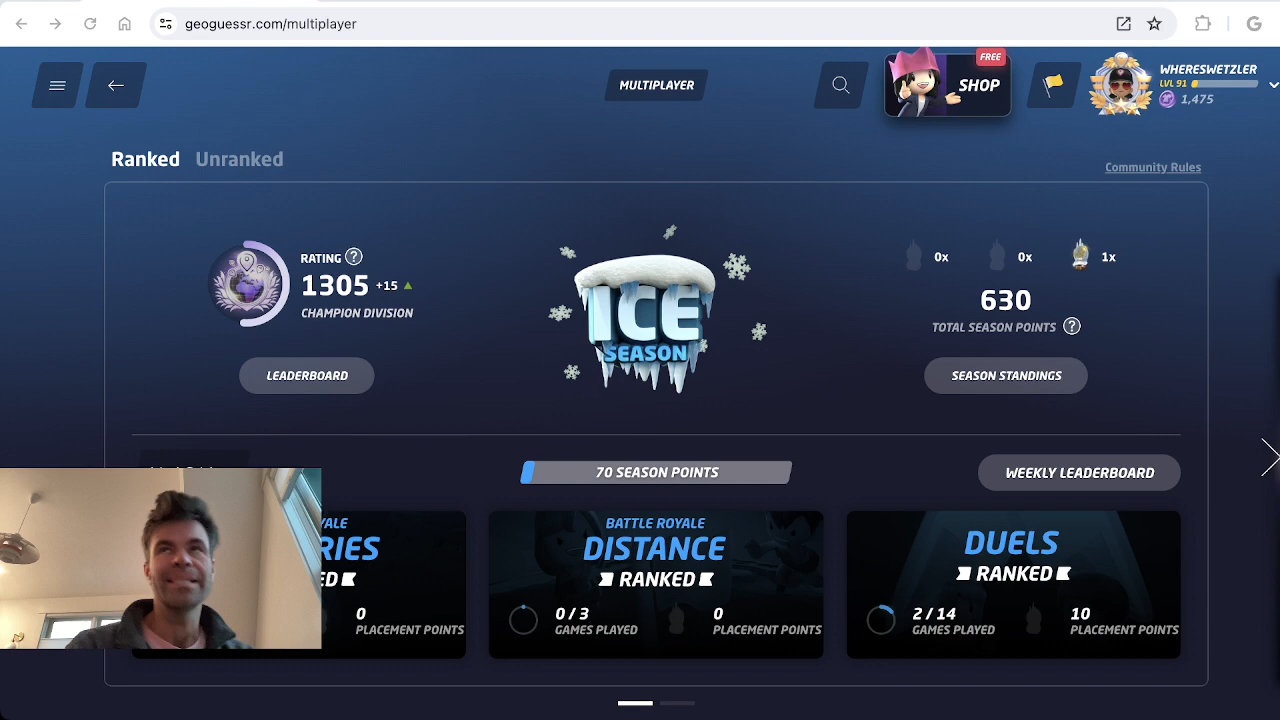 geoguessr.com/multiplayer
MULTIPLAYER
FREE
SHOP
WHERESWETZLER
LVL 91
1,475
Ranked Unranked
Community Rules
RATING ?
1305 +15
CHAMPION DIVISION
LEADERBOARD
ICE
SEASON
0x 0x 1x
630
TOTAL SEASON POINTS ?
SEASON STANDINGS
70 SEASON POINTS
WEEKLY LEADERBOARD
YALE
RIES
ED
0
PLACEMENT POINTS
BATTLE ROYALE
DISTANCE
RANKED
0 / 3
GAMES PLAYED
0
PLACEMENT POINTS
DUELS
RANKED
2 / 14
GAMES PLAYED
10
PLACEMENT POINTS